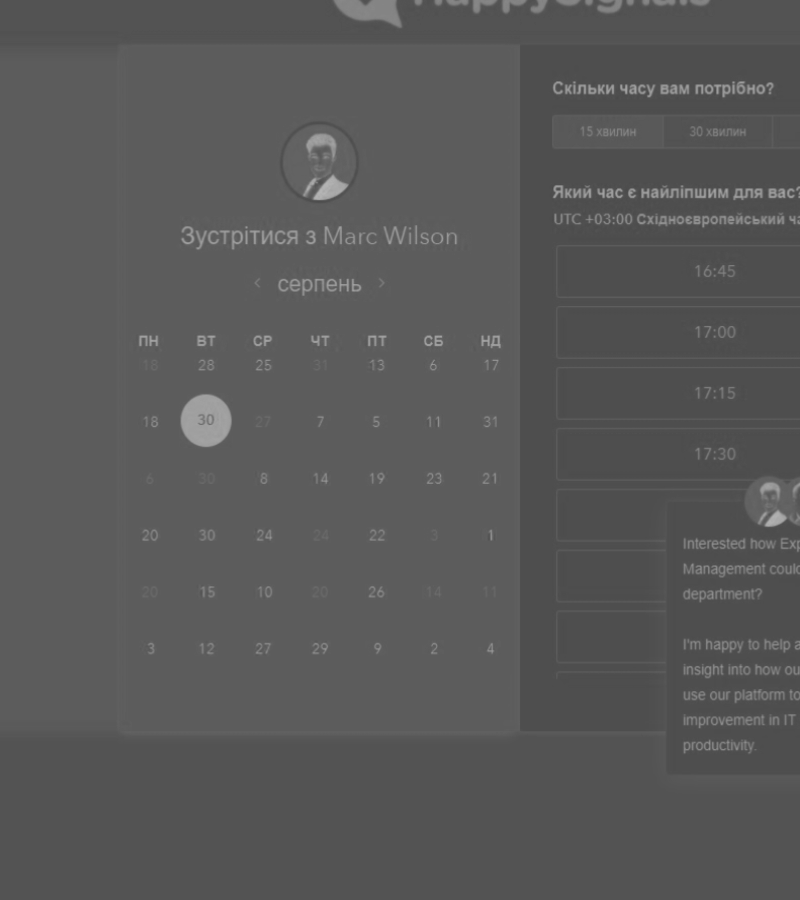 HappySignals
Зустрітися з Marc Wilson
серпень
ПН ВТ СР ЧТ ПТ СБ НД
18 28 25 31 13 6 17
18 30 27 7 5 11 31
6 30 8 14 19 23 21
20 30 24 24 22 3 1
20 15 10 20 26 14 11
3 12 27 29 9 2 4
Скільки часу вам потрібно?
15 хвилин 30 хвилин
Який час є найліпшим для вас?
UTC +03:00 Східноєвропейський
16:45
17:00
17:15
17:30
Interested how
Management
department?
I'm happy to help
insight into how
use our platform to
improvement in IT
productivity.